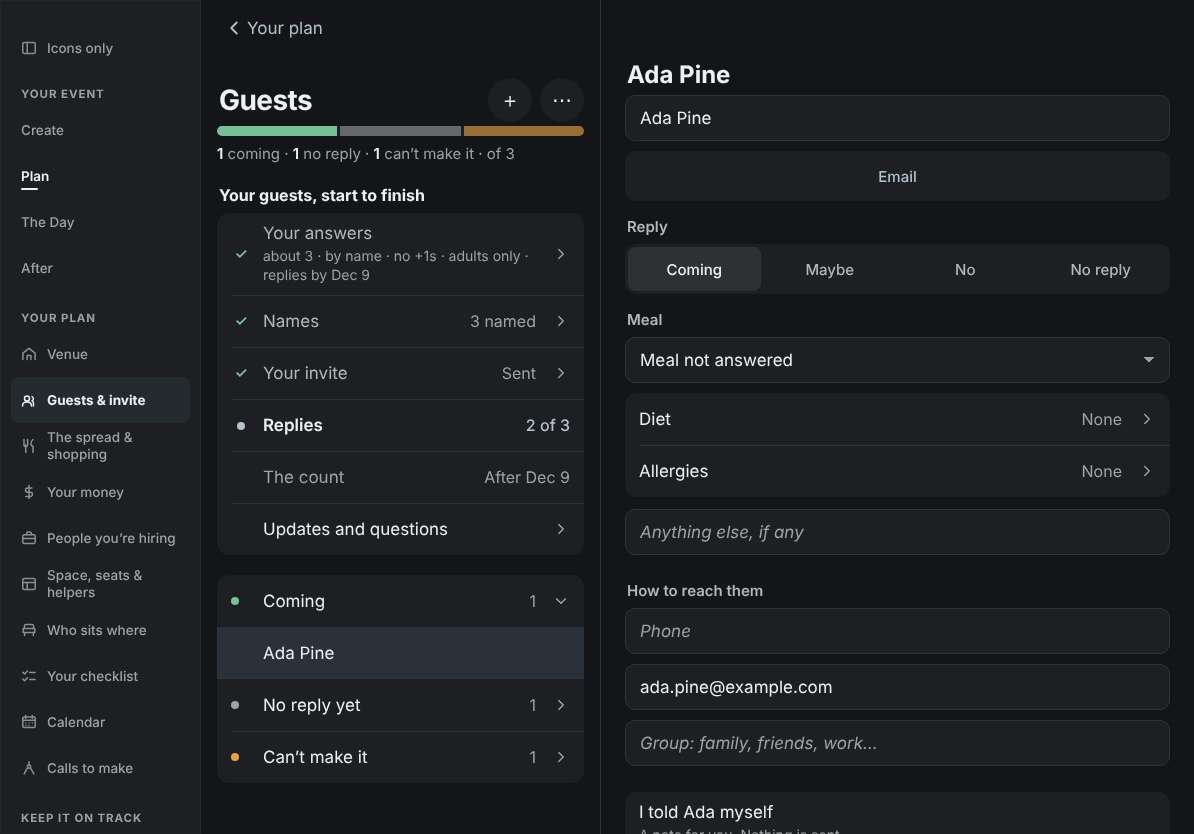 Icons only
YOUR EVENT
Create
Plan
The Day
After
YOUR PLAN
Venue
Guests & invite
The spread &
shopping
Your money
People you’re hiring
Space, seats &
helpers
Who sits where
Your checklist
Calendar
Calls to make
KEEP IT ON TRACK
Your plan
Guests
1 coming · 1 no reply · 1 can’t make it · of 3
Your guests, start to finish
Your answers
about 3 · by name · no +1s · adults only ·
replies by Dec 9
Names 3 named
Your invite Sent
Replies 2 of 3
The count After Dec 9
Updates and questions
Coming 1
Ada Pine
No reply yet 1
Can’t make it 1
Ada Pine
Ada Pine
Email
Reply
Coming Maybe No No reply
Meal
Meal not answered
Diet None
Allergies None
Anything else, if any
How to reach them
Phone
ada.pine@example.com
Group: family, friends, work…
I told Ada myself
A note for you. Nothing is sent